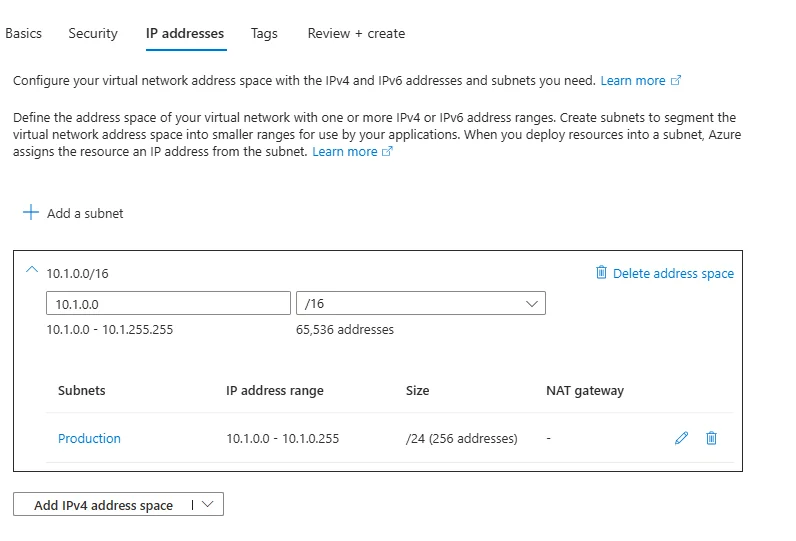 Basics Security IP addresses Tags Review + create
Configure your virtual network address space with the IPv4 and IPv6 addresses and subnets you need. Learn more
Define the address space of your virtual network with one or more IPv4 or IPv6 address ranges. Create subnets to segment the
virtual network address space into smaller ranges for use by your applications. When you deploy resources into a subnet, Azure
assigns the resource an IP address from the subnet. Learn more
+ Add a subnet
10.1.0.0/16 Delete address space
10.1.0.0 /16
10.1.0.0 - 10.1.255.255 65,536 addresses
Subnets IP address range Size NAT gateway
Production 10.1.0.0 - 10.1.0.255 /24 (256 addresses) -
Add IPv4 address space |